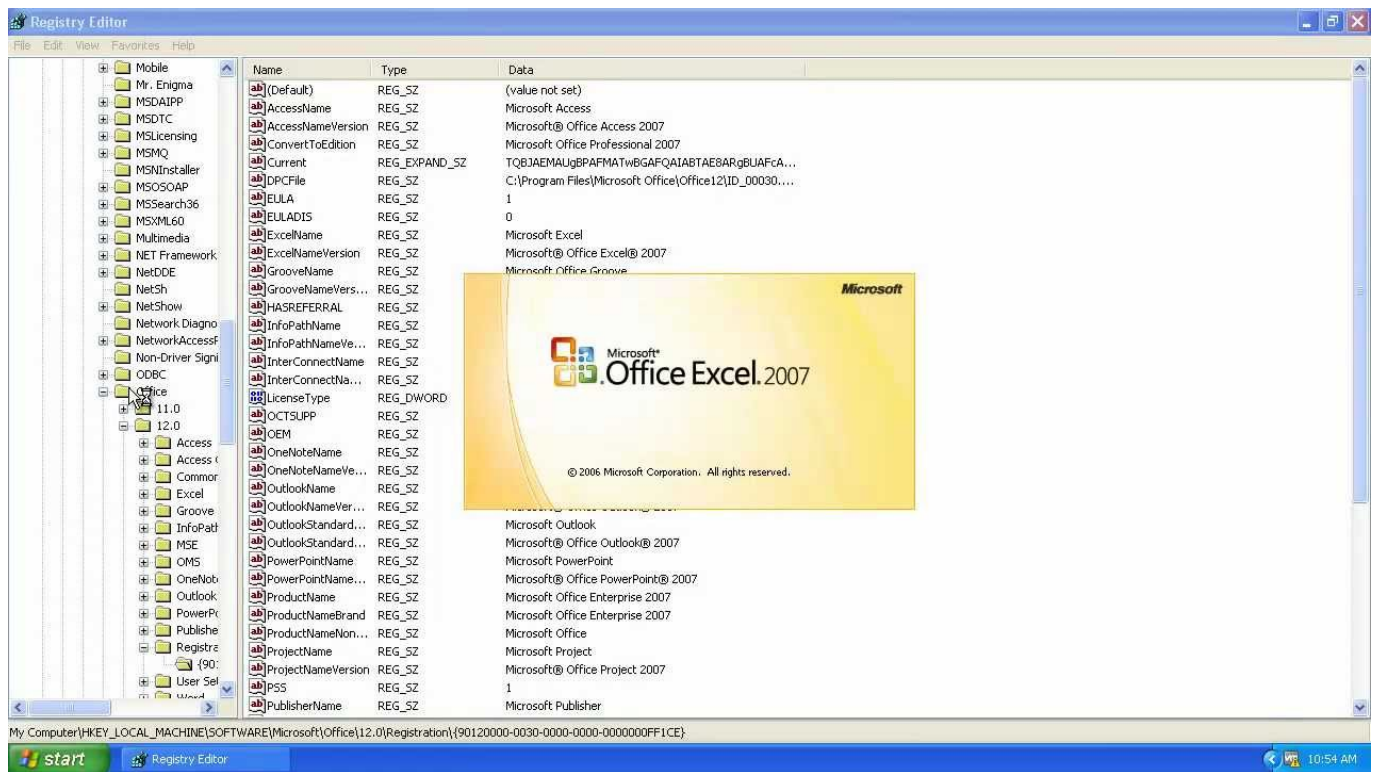 Registry Editor
File Edit View Favorites Help
Mobile
Mr. Enigma
MSDAIPP
MSDTC
MSLicensing
MSMQ
MSNInstaller
MSOSOAP
MSSearch36
MSXML60
Multimedia
NET Framework
NetDDE
NetSh
NetShow
Network Diagno
NetworkAccessP
Non-Driver Signi
ODBC
Office
11.0
12.0
Access
Access
Common
Excel
Groove
InfoPath
MSE
OMS
OneNot
Outlook
PowerPo
Publishe
Registra
{901
User Set
Word
Name Type Data
(Default) REG_SZ (value not set)
AccessName REG_SZ Microsoft Access
AccessNameVersion REG_SZ Microsoft® Office Access 2007
ConvertToEdition REG_SZ Microsoft Office Professional 2007
Current REG_EXPAND_SZ TQBJAEMAUgBPAFMATwBGAFQAIABTAE8ARgBUAFcA...
DPCFile REG_SZ C:\Program Files\Microsoft Office\Office12\ID_00030....
EULA REG_SZ 1
EULADIS REG_SZ 0
ExcelName REG_SZ Microsoft Excel
ExcelNameVersion REG_SZ Microsoft® Office Excel® 2007
GrooveName REG_SZ Microsoft Office Groove
GrooveNameVers... REG_SZ
HASREFERRAL REG_SZ
InfoPathName REG_SZ
InfoPathNameVe... REG_SZ
InterConnectName REG_SZ
InterConnectNa... REG_SZ
LicenseType REG_DWORD
OCTSUPP REG_SZ
OEM REG_SZ
OneNoteName REG_SZ
OneNoteNameVe... REG_SZ
OutlookName REG_SZ
OutlookNameVer... REG_SZ
OutlookStandard... REG_SZ Microsoft Outlook
OutlookStandard... REG_SZ Microsoft® Office Outlook® 2007
PowerPointName REG_SZ Microsoft PowerPoint
PowerPointName... REG_SZ Microsoft® Office PowerPoint® 2007
ProductName REG_SZ Microsoft Office Enterprise 2007
ProductNameBrand REG_SZ Microsoft Office Enterprise 2007
ProductNameNon... REG_SZ Microsoft Office
ProjectName REG_SZ Microsoft Project
ProjectNameVersion REG_SZ Microsoft® Office Project 2007
PSS REG_SZ 1
PublisherName REG_SZ Microsoft Publisher
Microsoft
Microsoft®
Office Excel® 2007
© 2006 Microsoft Corporation. All rights reserved.
My Computer\HKEY_LOCAL_MACHINE\SOFTWARE\Microsoft\Office\12.0\Registration\{90120000-0030-0000-0000-0000000FF1CE}
start Registry Editor 10:54 AM